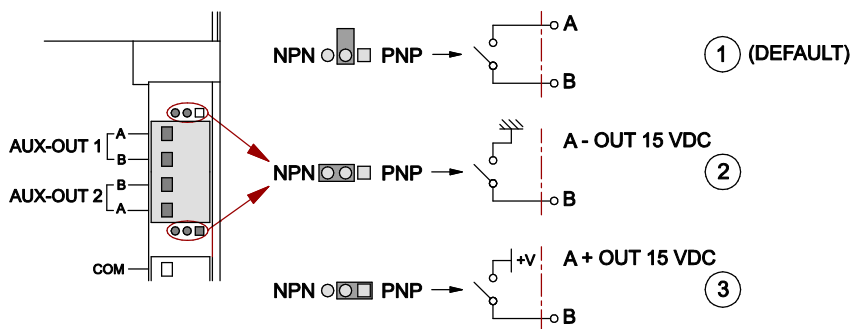 NPN PNP A
B
1 (DEFAULT)
AUX-OUT 1 A
B
AUX-OUT 2 B
A
COM
NPN PNP A - OUT 15 VDC
B
2
NPN PNP +V A + OUT 15 VDC
B
3